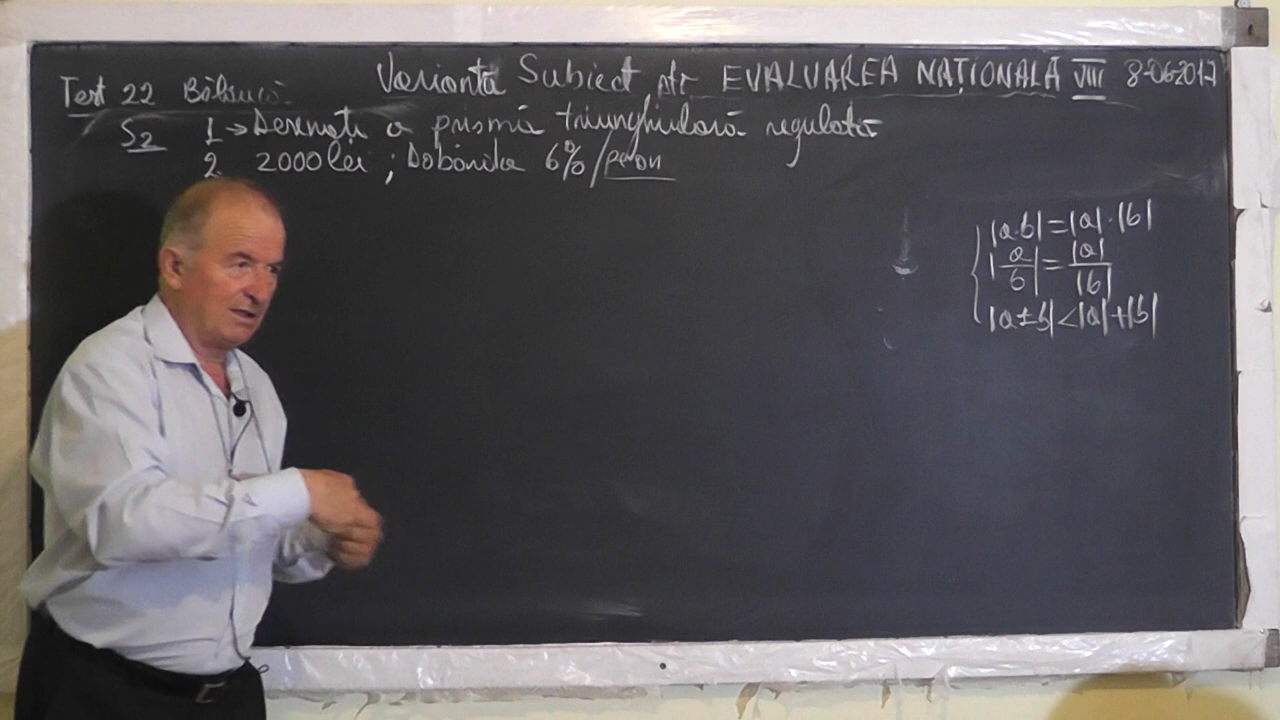 Varianta Subiect ptr EVALUAREA NAȚIONALĂ VIII 8-06-2017
Test 22
S2 1 → Desenați o prismă triunghiulară regulată
2. 2000 lei ; Dobânda 6% / pe an
|a·b| = |a|·|b|
|a/b| = |a|/|b|
|a±b| < |a|+|b|